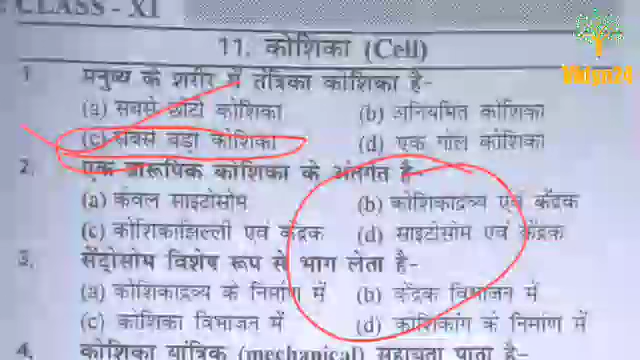 CLASS - XI
Vidya24
11. कोशिका (Cell)
1. मनुष्य के शरीर में तंत्रिका कोशिका है-
(a) सबसे छोटी कोशिका (b) अनियमित कोशिका
(c) सबसे बड़ी कोशिका (d) एक गोल कोशिका
2. एक प्रारूपिक कोशिका के अंतर्गत है-
(a) केवल साइटोसोम (b) कोशिकाद्रव्य एवं केंद्रक
(c) कोशिकाझिल्ली एवं केंद्रक (d) साइटोसोम एवं केंद्रक
3. सेंट्रोसोम विशेष रूप से भाग लेता है-
(a) कोशिकाद्रव्य के निर्माण में (b) केंद्रक विभाजन में
(c) कोशिका विभाजन में (d) कोशिकांग के निर्माण में
4. कोशिका यांत्रिक (mechanical) सहायता पाता है-